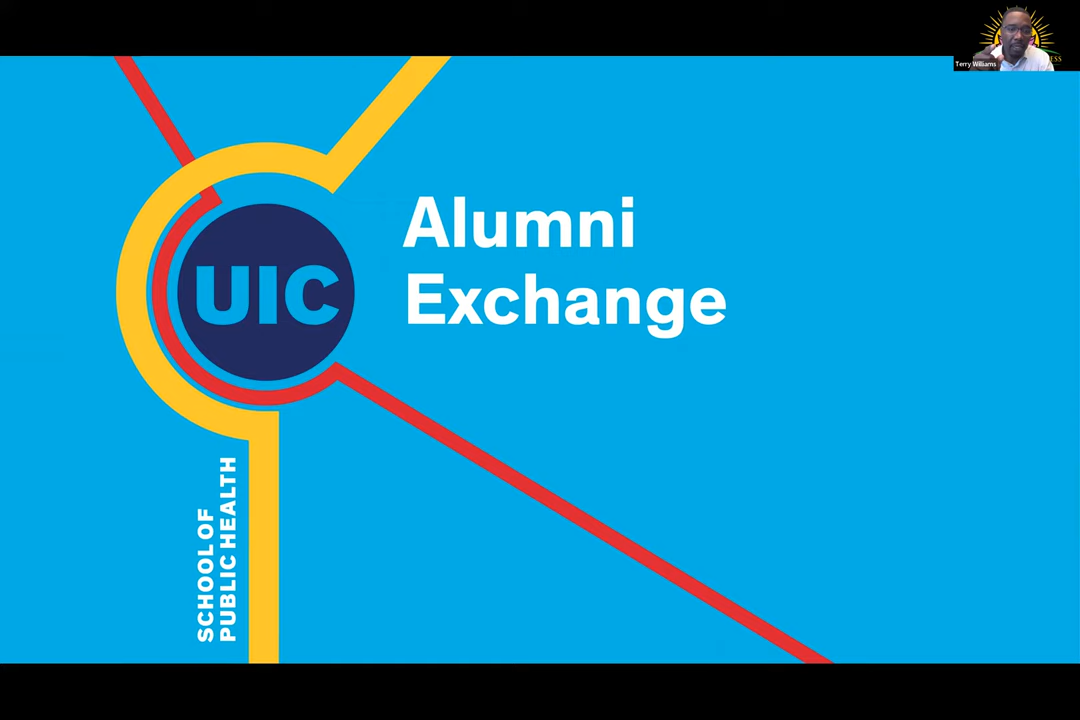 Terry Williams
Alumni
Exchange
UIC
SCHOOL OF
PUBLIC HEALTH